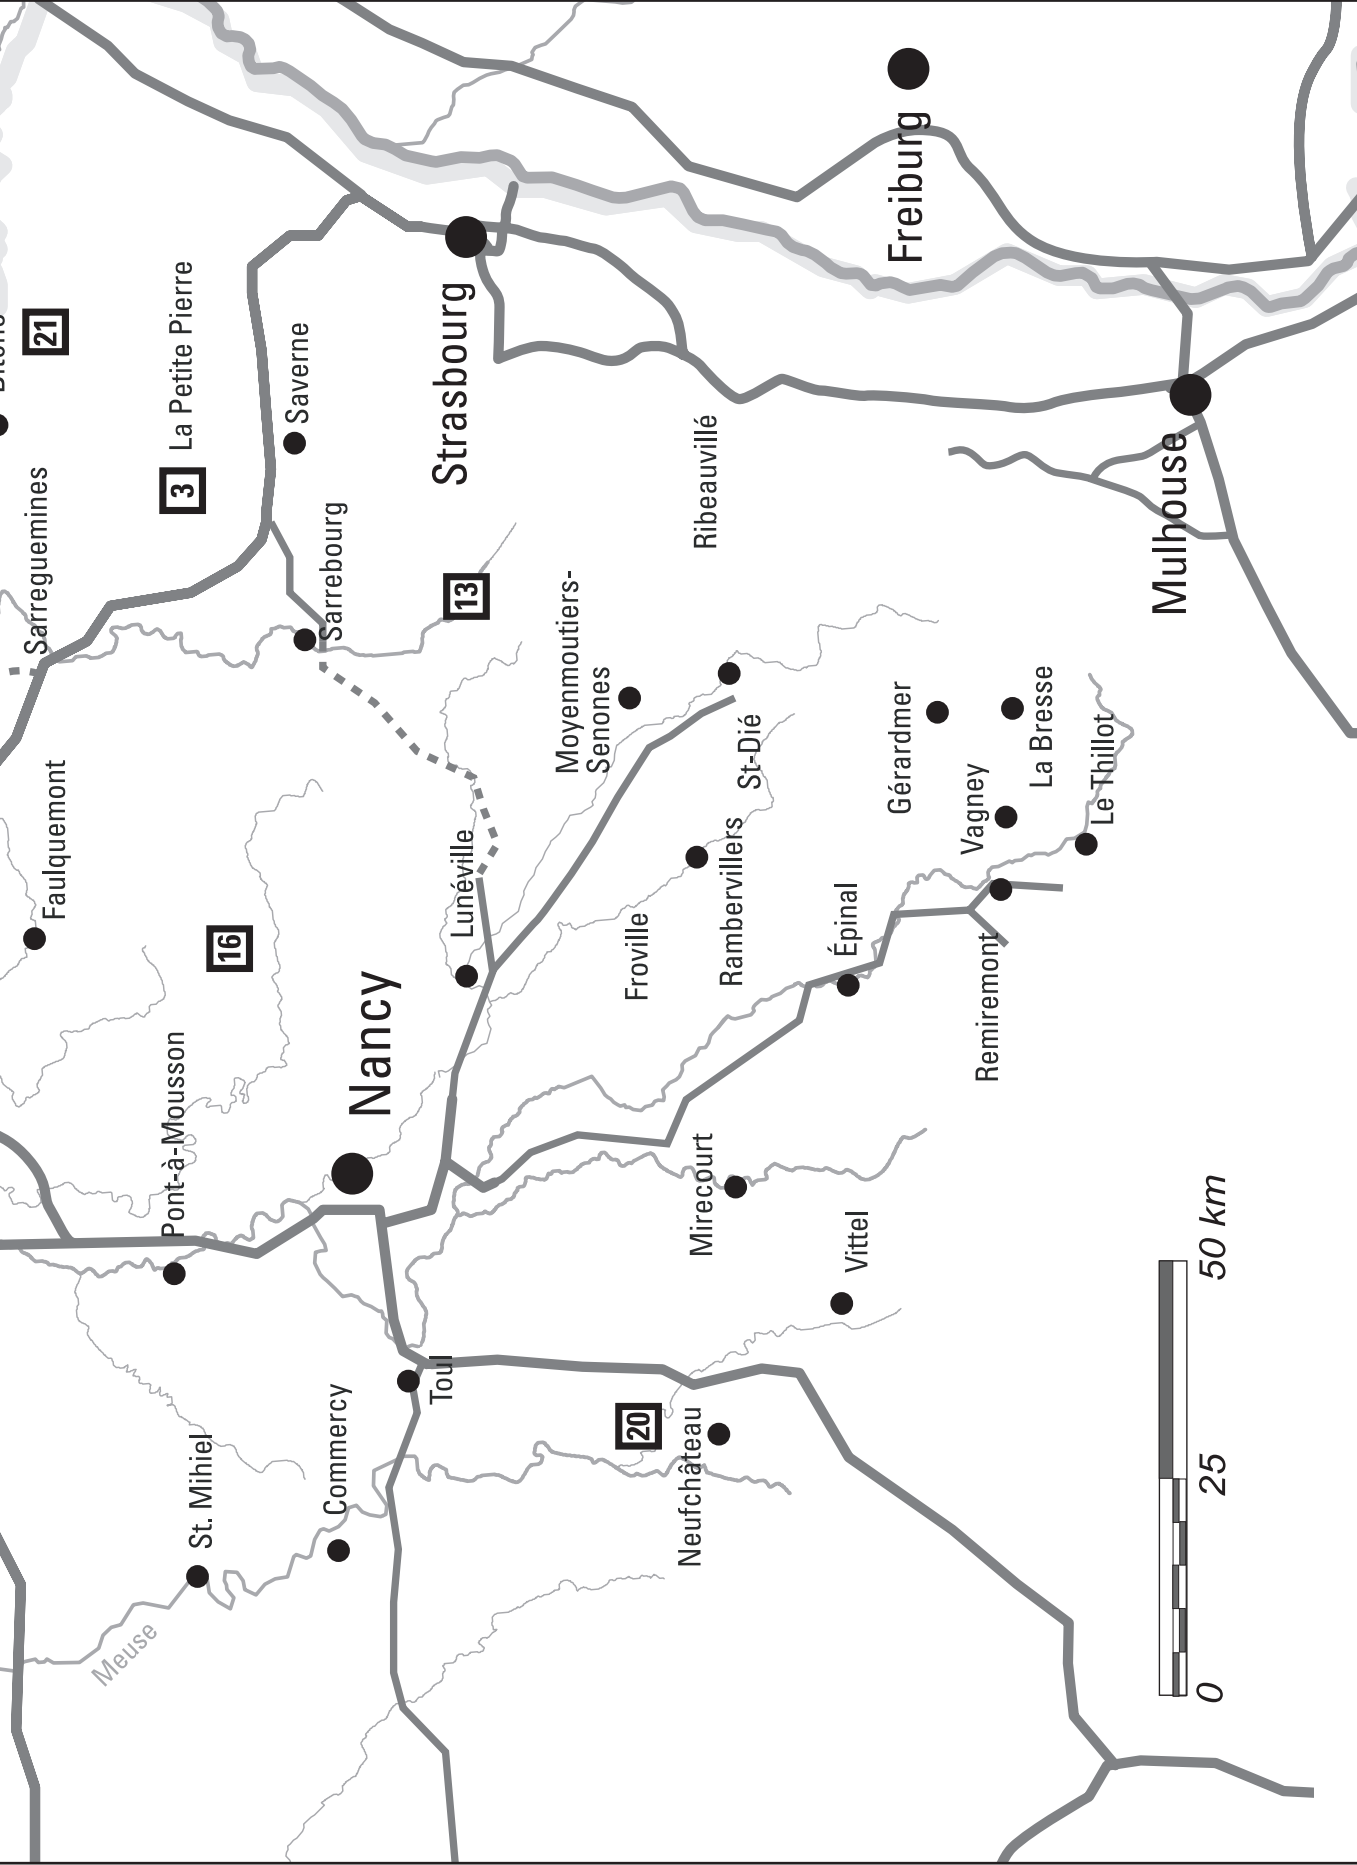 21
Sarreguemines
Faulquemont
La Petite Pierre
3
16
Pont-à-Mousson
St. Mihiel
Meuse
Saverne
Sarrebourg
Nancy
Commercy
Strasbourg
13
Lunéville
Toul
Moyenmoutiers-
Senones
Froville
20
Ribeauvillé
St-Dié
Rambervillers
Mirecourt
Neufchâteau
Épinal
Vittel
Freiburg
Gérardmer
Vagney
Remiremont
La Bresse
Le Thillot
Mulhouse
0
25
50 km